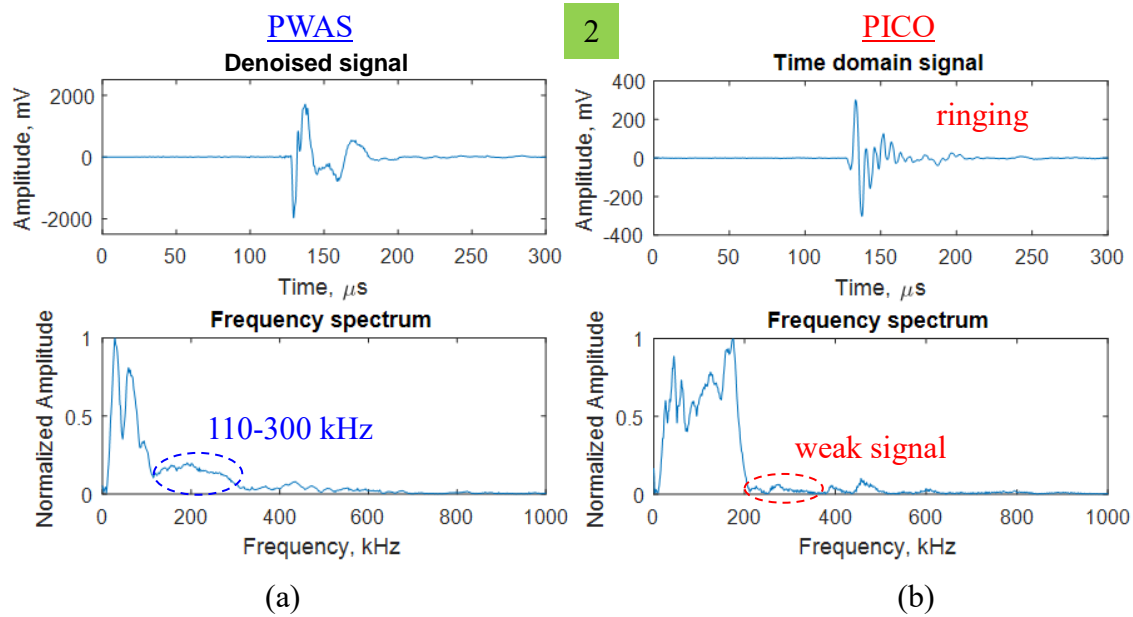 PWAS
2
PICO
Denoised signal
Time domain signal
Amplitude, mV
2000
0
-2000
0 50 100 150 200 250 300
Time, μs
Amplitude, mV
400
200
0
-200
-400
ringing
0 50 100 150 200 250 300
Time, μs
Frequency spectrum
Normalized Amplitude
1
0.5
0
110-300 kHz
0 200 400 600 800 1000
Frequency, kHz
(a)
Frequency spectrum
Normalized Amplitude
1
0.5
0
weak signal
0 200 400 600 800 1000
Frequency, kHz
(b)